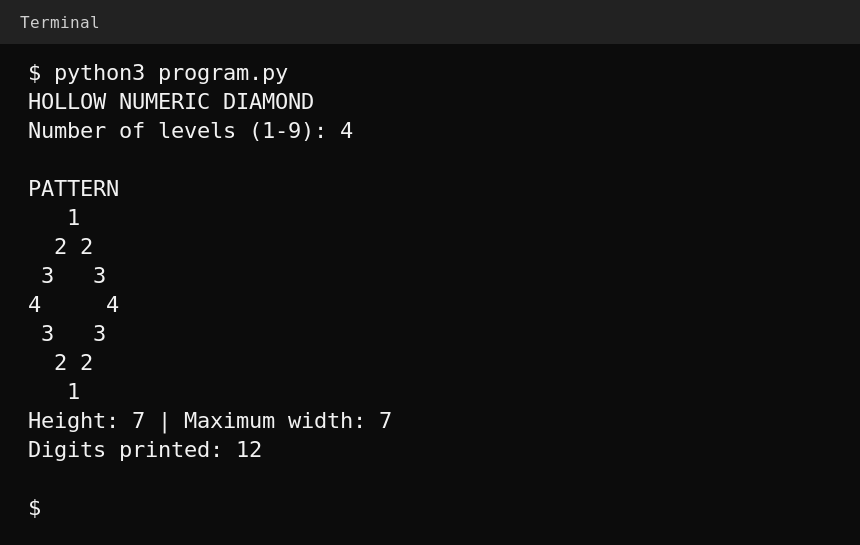 Terminal
$ python3 program.py
HOLLOW NUMERIC DIAMOND
Number of levels (1-9): 4

PATTERN
   1
  2 2
 3   3
4     4
 3   3
  2 2
   1
Height: 7 | Maximum width: 7
Digits printed: 12

$